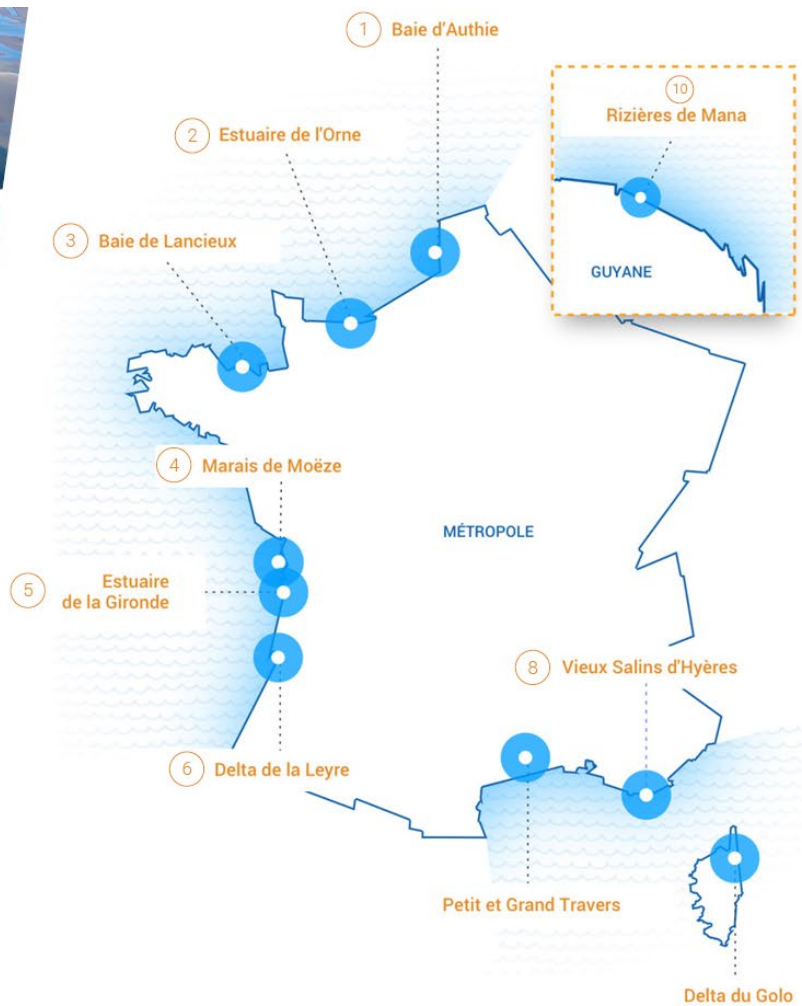 1 Baie d'Authie
10
Rizières de Mana
2 Estuaire de l'Orne
3 Baie de Lancieux
GUYANE
4 Marais de Moëze
MÉTROPOLE
5 Estuaire
de la Gironde
8 Vieux Salins d'Hyères
6 Delta de la Leyre
Petit et Grand Travers
Delta du Golo